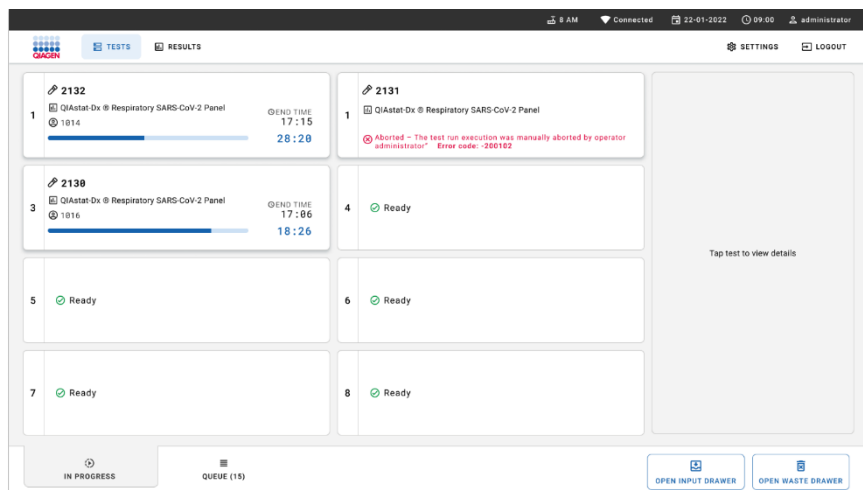 8 AM Connected 22-01-2022 09:00 administrator
QIAGEN TESTS RESULTS SETTINGS LOGOUT
1
2132
QIAstat-Dx ® Respiratory SARS-CoV-2 Panel
1014
END TIME
17:15
28:20
1
2131
QIAstat-Dx ® Respiratory SARS-CoV-2 Panel
Aborted – The test run execution was manually aborted by operator
administrator" Error code: -200102
3
2130
QIAstat-Dx ® Respiratory SARS-CoV-2 Panel
1016
END TIME
17:06
18:26
4 Ready
Tap test to view details
5 Ready
6 Ready
7 Ready
8 Ready
IN PROGRESS
QUEUE (15)
OPEN INPUT DRAWER
OPEN WASTE DRAWER